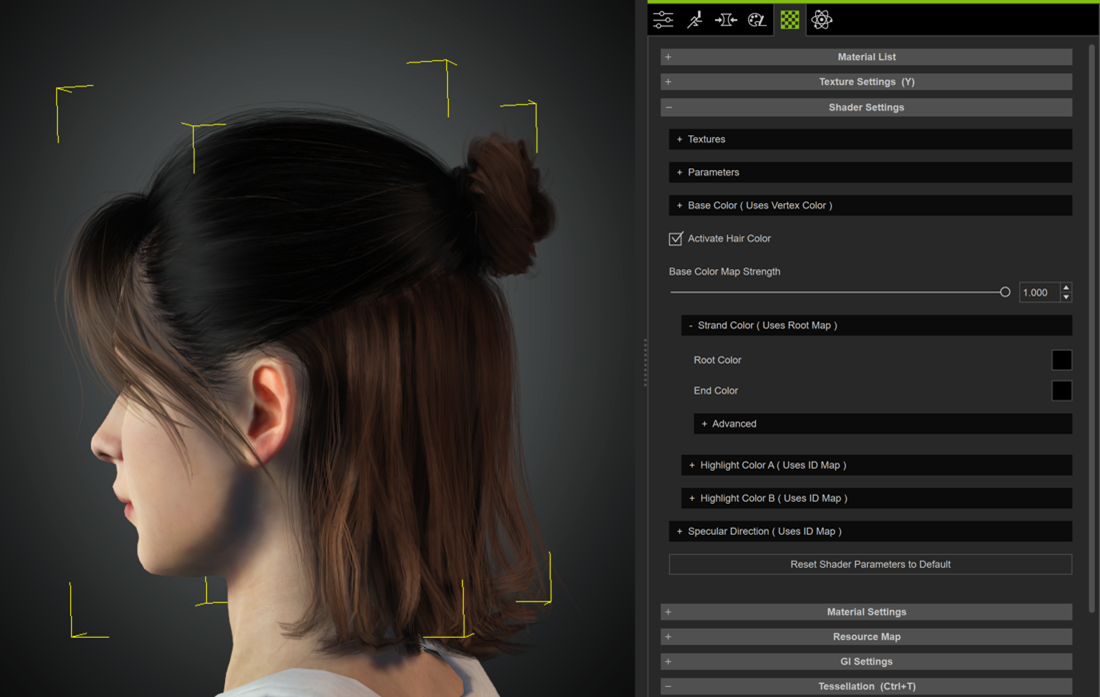 + Material List
+ Texture Settings (Y)
− Shader Settings
+ Textures
+ Parameters
+ Base Color ( Uses Vertex Color )
Activate Hair Color
Base Color Map Strength
1.000
- Strand Color ( Uses Root Map )
Root Color
End Color
+ Advanced
+ Highlight Color A ( Uses ID Map )
+ Highlight Color B ( Uses ID Map )
+ Specular Direction ( Uses ID Map )
Reset Shader Parameters to Default
+ Material Settings
+ Resource Map
+ GI Settings
− Tessellation (Ctrl+T)